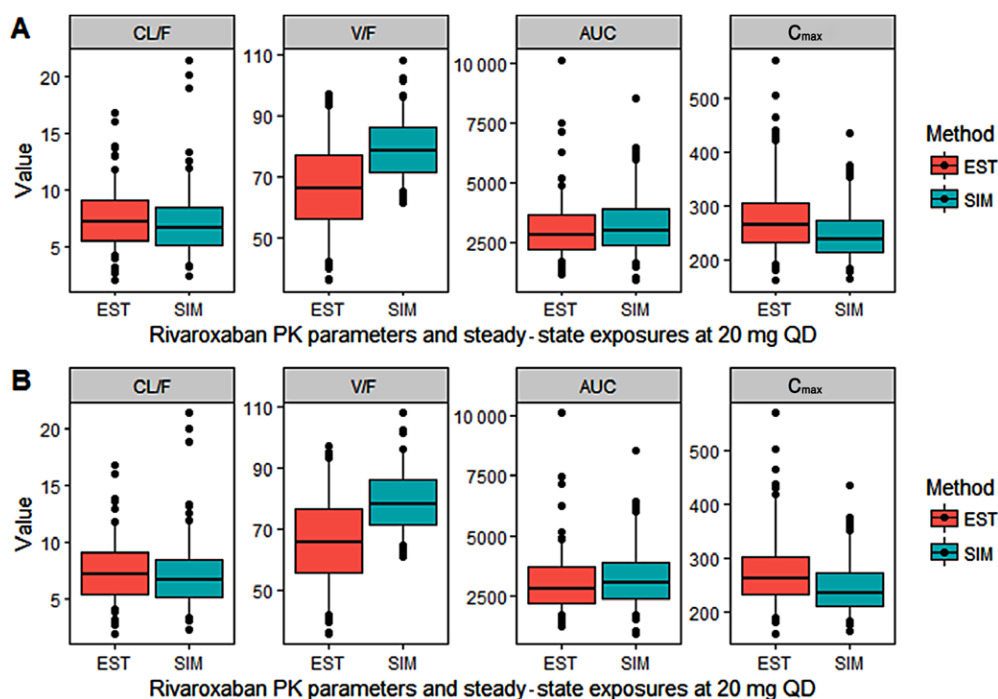 A
CL/F
V/F
AUC
Cmax
Value
20
15
10
5
110
90
70
50
10 000
7500
5000
2500
500
400
300
200
EST
SIM
EST
SIM
EST
SIM
EST
SIM
Method
EST
SIM
Rivaroxaban PK parameters and steady-state exposures at 20 mg QD
B
CL/F
V/F
AUC
Cmax
Value
20
15
10
5
110
90
70
50
10 000
7500
5000
2500
500
400
300
200
EST
SIM
EST
SIM
EST
SIM
EST
SIM
Method
EST
SIM
Rivaroxaban PK parameters and steady-state exposures at 20 mg QD